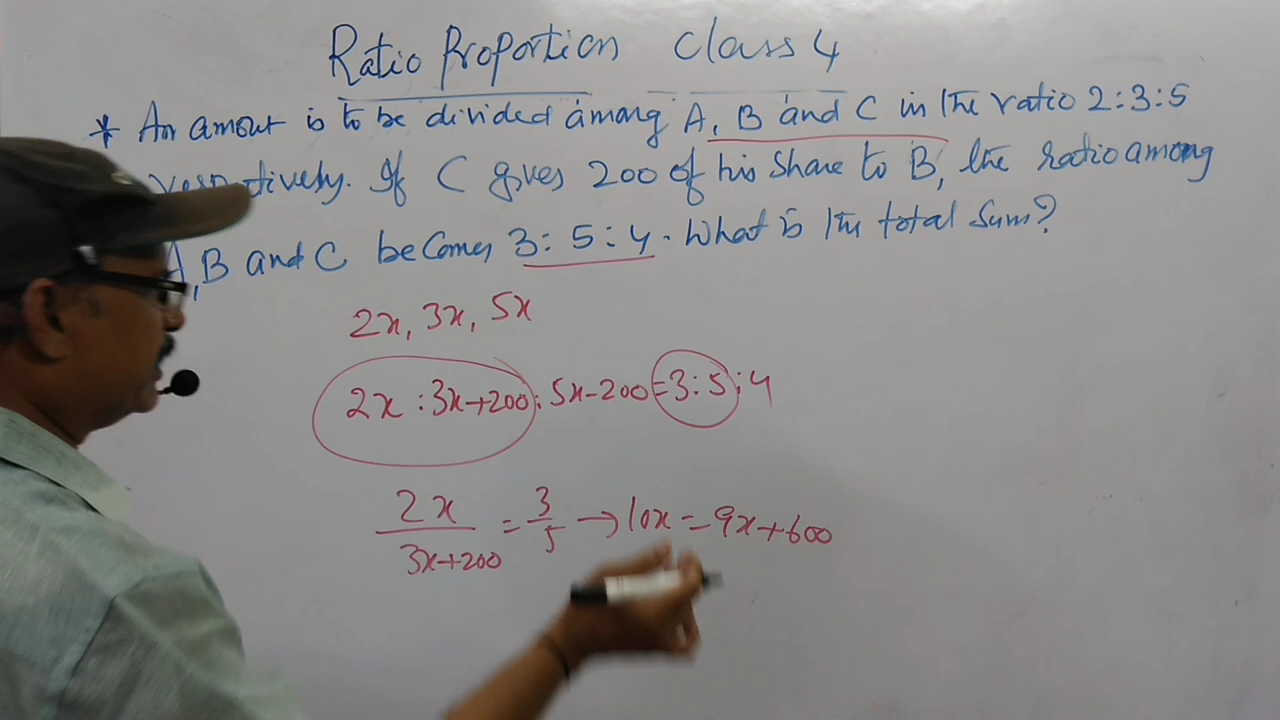 Ratio Proportion Class 4
* An amout is to be divided among A, B and C in the ratio 2:3:5
respectively. If C gives 200 of his share to B, the ratio among
A, B and C becomes 3:5:4. What is the total sum?
2x, 3x, 5x
2x : 3x+200 : 5x-200 = 3:5:4
2x/3x+200 = 3/5 → 10x = 9x+600